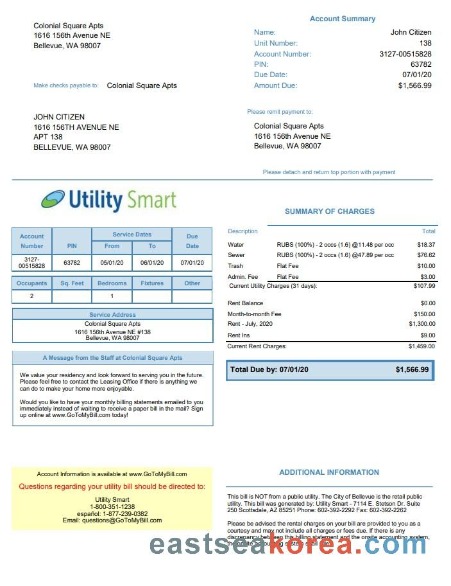 Colonial Square Apts
1616 156th Avenue NE
Bellevue, WA 98007
Make checks payable to: Colonial Square Apts
JOHN CITIZEN
1616 156TH AVENUE NE
APT 138
BELLEVUE, WA 98007
Account Summary
Name: John Citizen
Unit Number: 138
Account Number: 3127-00515828
PIN: 63782
Due Date: 07/01/20
Amount Due: $1,566.99
Please remit payment to:
Colonial Square Apts
1616 156th Avenue NE
Bellevue, WA 98007
Please detach and return top portion with payment
Utility Smart
Account Number PIN Service Dates From To Due Date
3127-00515828 63782 05/01/20 06/01/20 07/01/20
Occupants Sq. Feet Bedrooms Fixtures Other
2 1
Service Address
Colonial Square Apts
1616 156th Avenue NE #138
Bellevue, WA 98007
A Message from the Staff at Colonial Square Apts
We value your residency and look forward to serving you in the future.
Please feel free to contact the Leasing Office if there is anything we
can do to make your home more enjoyable.
Would you like to have your monthly billing statements emailed to you
immediately instead of waiting to receive a paper bill in the mail? Sign
up online at www.GoToMyBill.com today!
SUMMARY OF CHARGES
Description Total
Water RUBS (100%) - 2 occs (1.6) @11.48 per occ $18.37
Sewer RUBS (100%) - 2 occs (1.6) @47.89 per occ $76.62
Trash Flat Fee $10.00
Admin. Fee Flat Fee $3.00
Current Utility Charges (31 days): $107.99
Rent Balance $0.00
Month-to-month Fee $150.00
Rent - July, 2020 $1,300.00
Rent Ins $9.00
Current Rent Charges: $1,459.00
Total Due by: 07/01/20 $1,566.99
Account Information is available at www.GoToMyBill.com
Questions regarding your utility bill should be directed to:
Utility Smart
1-800-351-1238
español: 1-877-239-0382
Email: questions@GoToMyBill.com
ADDITIONAL INFORMATION
This bill is NOT from a public utility. The City of Bellevue is the retail public
utility. This bill was generated by: Utility Smart - 7114 E. Stetson Dr. Suite
250 Scottsdale, AZ 85251 Phone: 602-392-2292 Fax: 602-392-2262
Please be advised the rental charges on your bill are provided to you as a
courtesy and may not include all charges or fees due. If there is any
discrepancy between this billing statement and the onsite accounting system,
eastseakorea.com